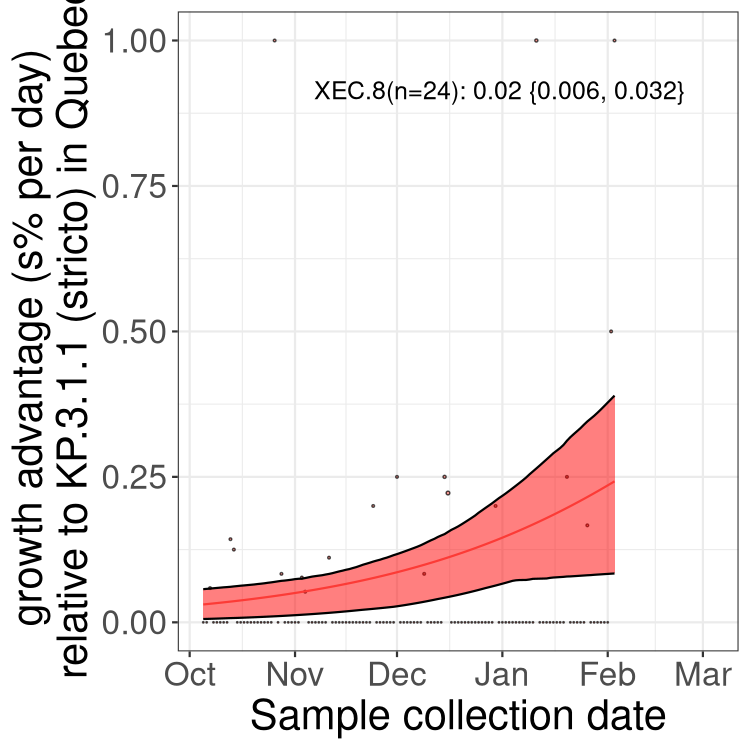 growth advantage (s% per day)
relative to KP.3.1.1 (stricto) in Quebec
1.00
0.75
0.50
0.25
0.00
XEC.8(n=24): 0.02 {0.006, 0.032}
Oct Nov Dec Jan Feb Mar
Sample collection date